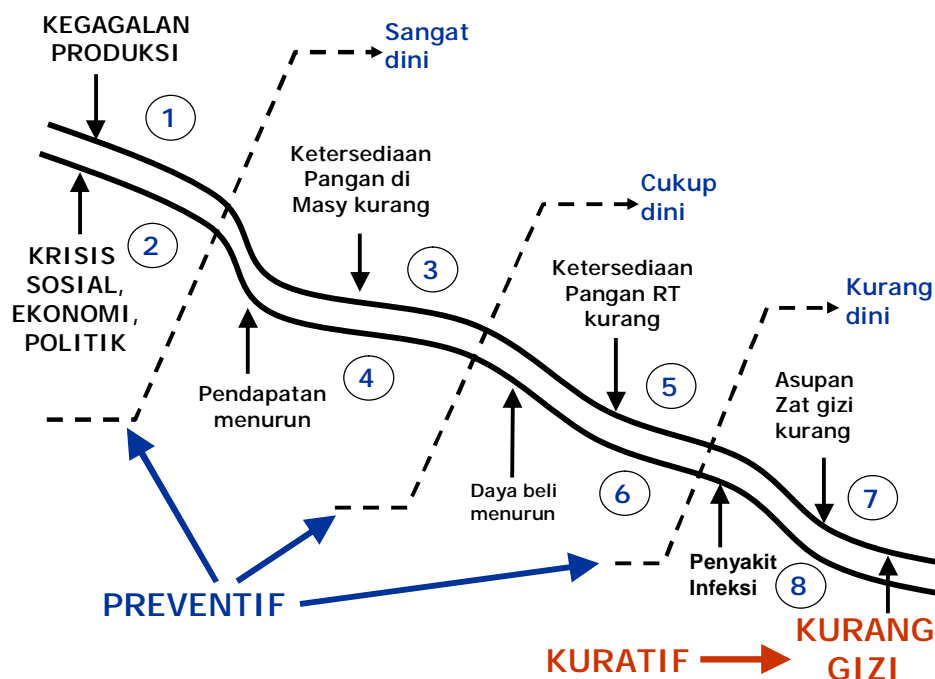 KEGAGALAN
PRODUKSI
Sangat
dini
1
Ketersediaan
Pangan di
Masy kurang
Cukup
dini
2
KRISIS
SOSIAL,
EKONOMI,
POLITIK
3
Ketersediaan
Pangan RT
kurang
Kurang
dini
4
Pendapatan
menurun
5
Asupan
Zat gizi
kurang
Daya beli
menurun
6
7
Penyakit
Infeksi
8
PREVENTIF
KURATIF
KURANG
GIZI